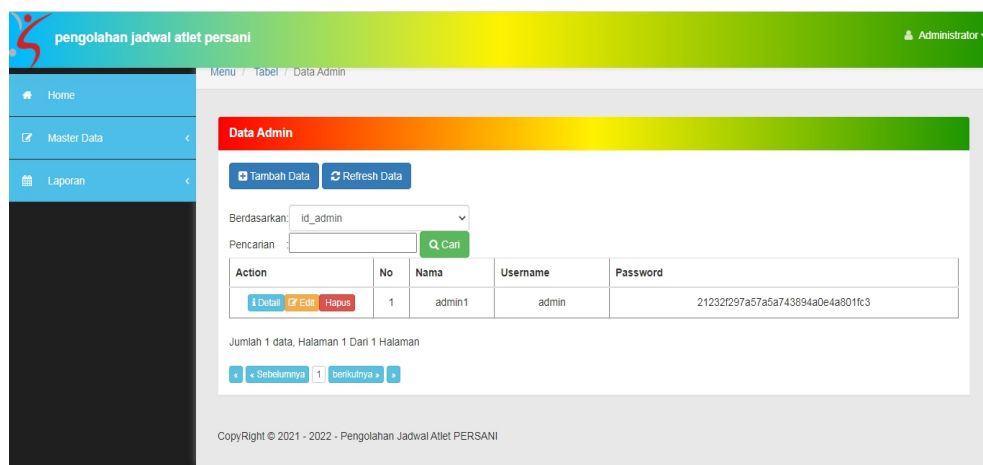 pengolahan jadwal atlet persani
Administrator
Menu / Tabel / Data Admin
Home
Master Data
Laporan
Data Admin
Tambah Data Refresh Data
Berdasarkan: id_admin
Pencarian : Cari
Action No Nama Username Password
Detail Edit Hapus 1 admin1 admin 21232f297a57a5a743894a0e4a801fc3
Jumlah 1 data, Halaman 1 Dari 1 Halaman
« « Sebelumnya 1 berikutnya » »
CopyRight © 2021 - 2022 - Pengolahan Jadwal Atlet PERSANI